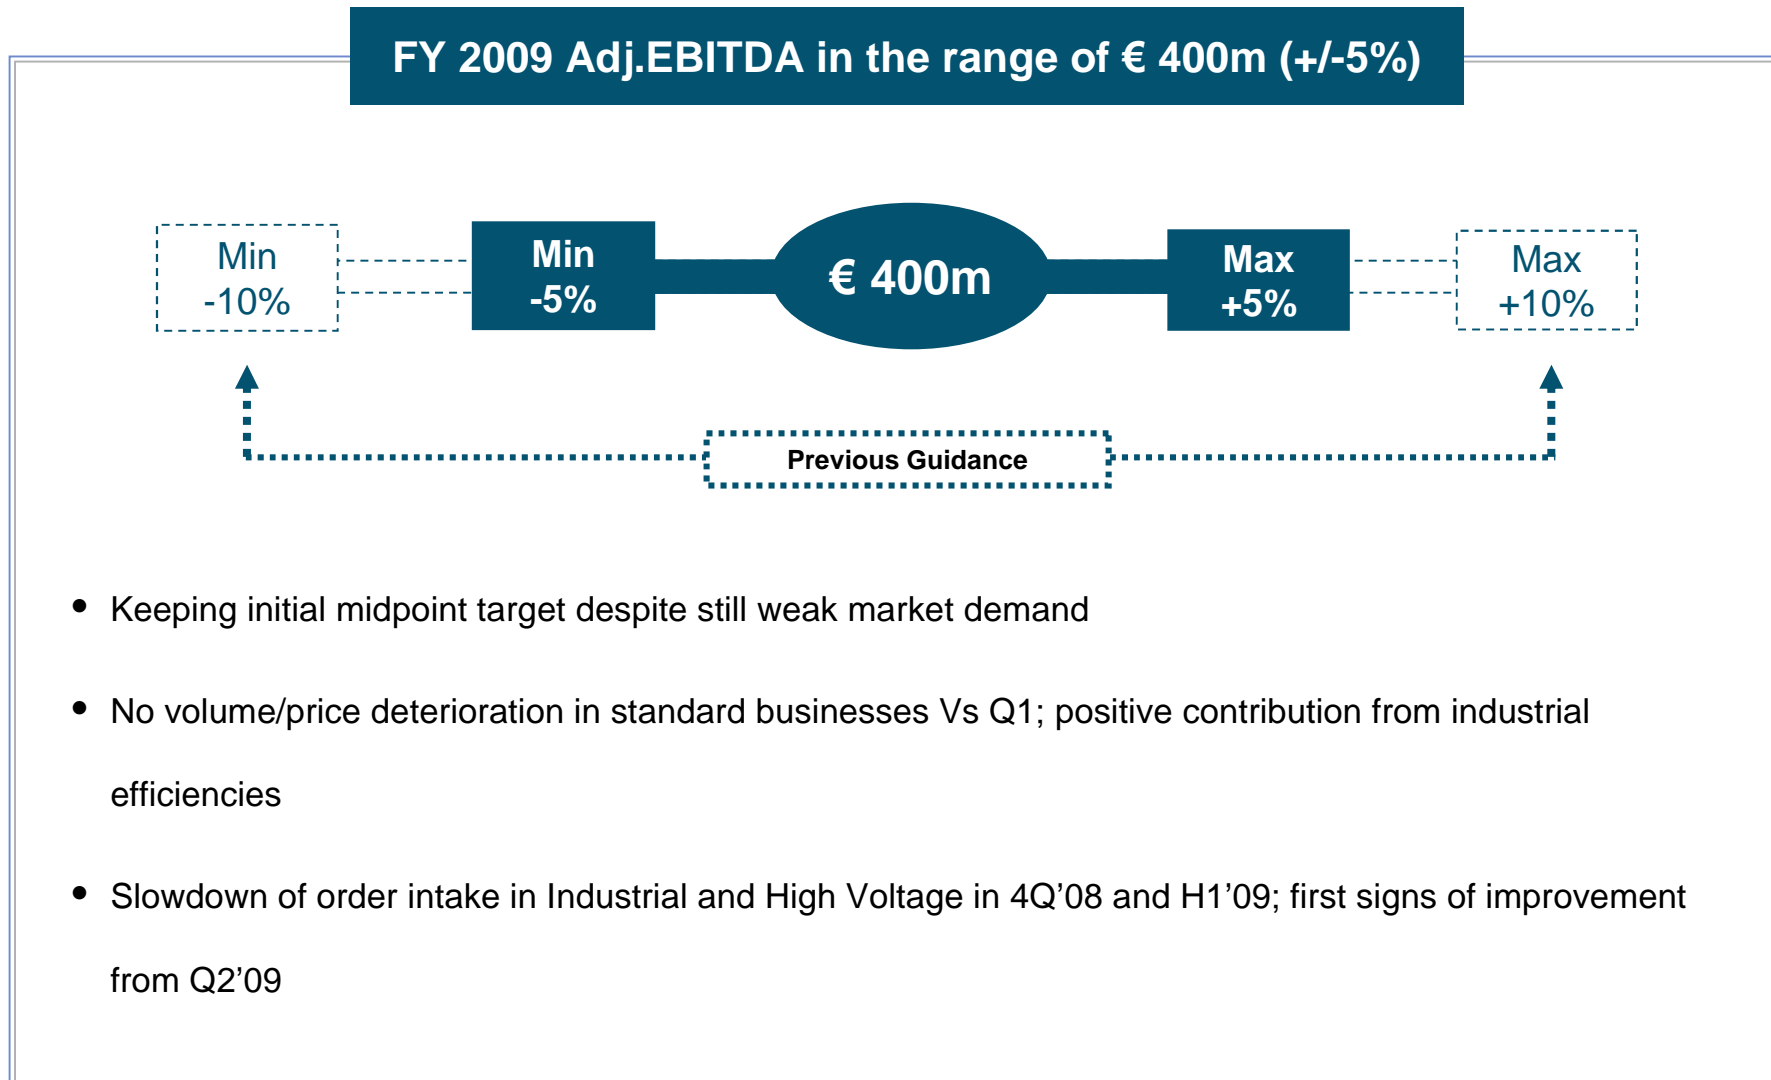 FY 2009 Adj.EBITDA in the range of € 400m (+/-5%)
Min
-10%
Min
-5%
€ 400m
Max
+5%
Max
+10%
Previous Guidance
• Keeping initial midpoint target despite still weak market demand
• No volume/price deterioration in standard businesses Vs Q1; positive contribution from industrial
efficiencies
• Slowdown of order intake in Industrial and High Voltage in 4Q’08 and H1’09; first signs of improvement
from Q2’09